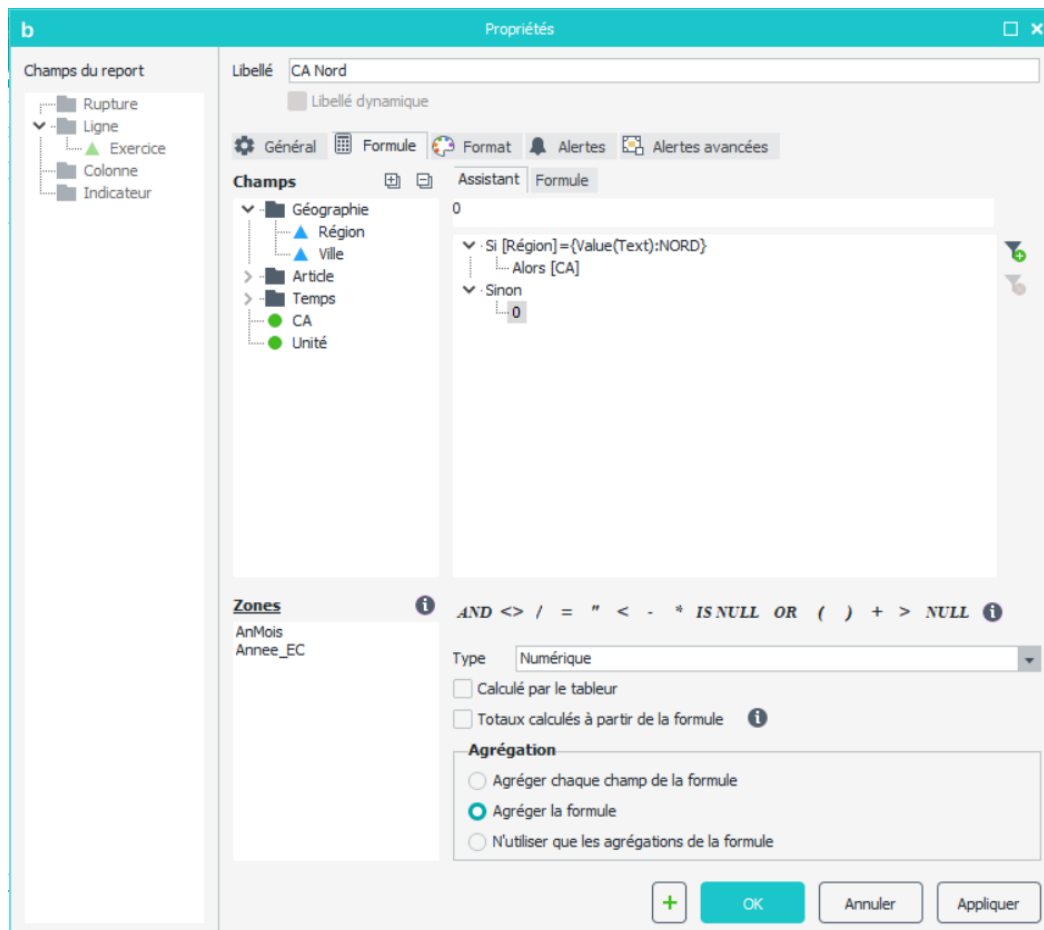 b
Propriétés
Champs du report
Rupture
Ligne
Exercice
Colonne
Indicateur
Libellé
CA Nord
Libellé dynamique
Général
Formule
Format
Alertes
Alertes avancées
Champs
Géographie
Région
Ville
Article
Temps
CA
Unité
Assistant
Formule
0
Si [Région]={Value(Text):NORD}
Alors [CA]
Sinon
0
Zones
AnMois
Annee_EC
AND <> / = " < - * IS NULL OR ( ) + > NULL
Type
Numérique
Calculé par le tableur
Totaux calculés à partir de la formule
Agrégation
Agréger chaque champ de la formule
Agréger la formule
N'utiliser que les agrégations de la formule
OK
Annuler
Appliquer